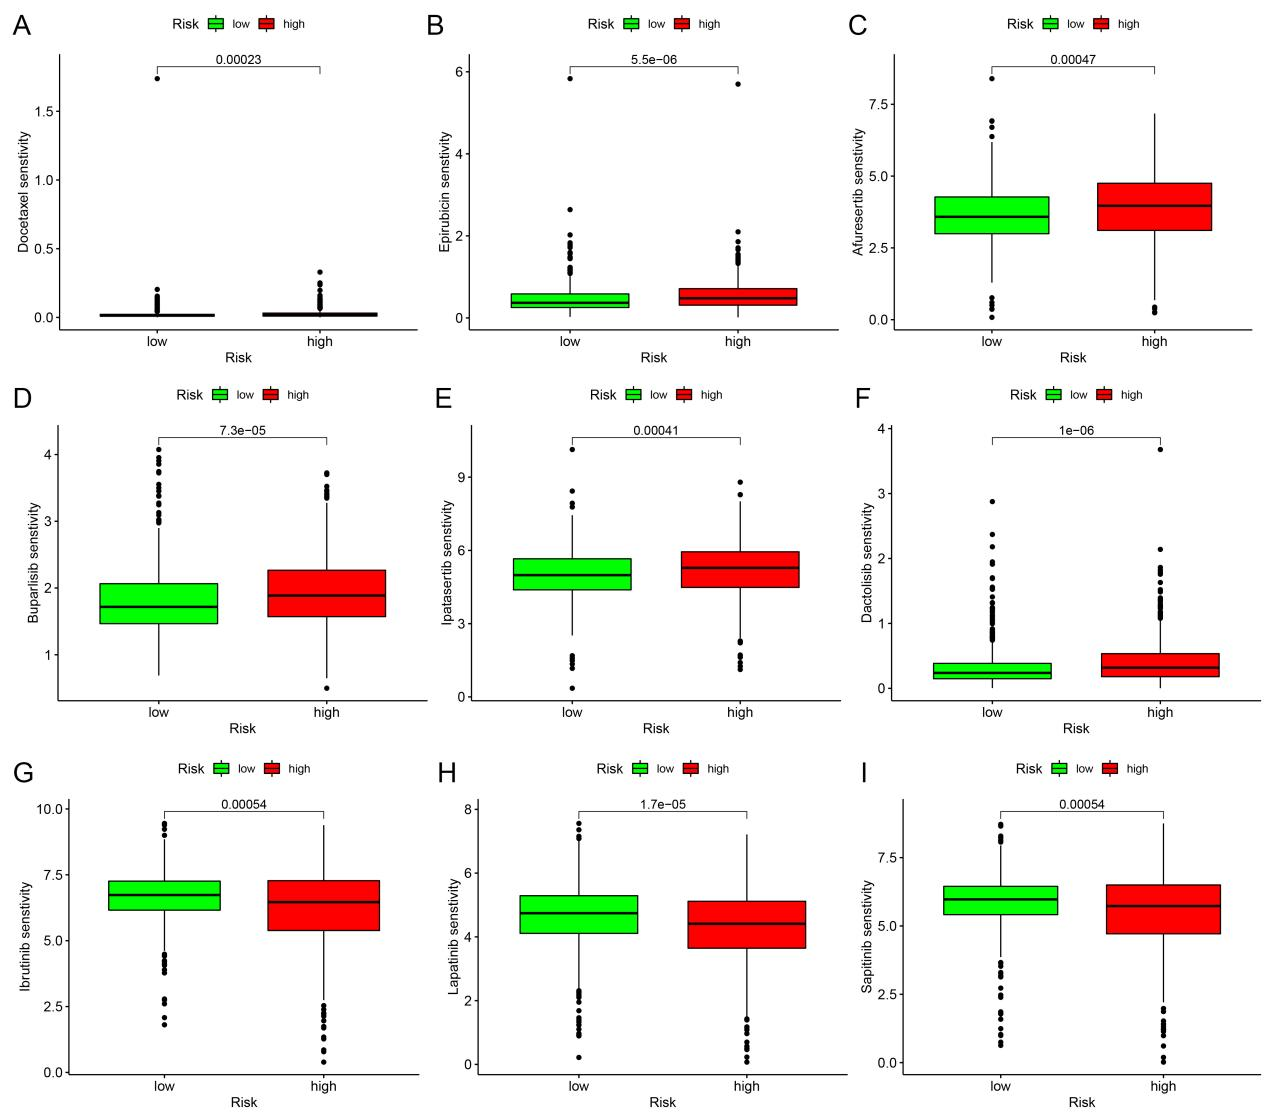 A
Risk low high
0.00023
Docetaxel senstivity
1.5
1.0
0.5
0.0
low high
Risk
B
Risk low high
5.5e−06
Epirubicin senstivity
6
4
2
0
low high
Risk
C
Risk low high
0.00047
Afuresertib senstivity
7.5
5.0
2.5
0.0
low high
Risk
D
Risk low high
7.3e−05
Buparlisib senstivity
4
3
2
1
low high
Risk
E
Risk low high
0.00041
Ipatasertib senstivity
9
6
3
0
low high
Risk
F
Risk low high
1e−06
Dactolisib senstivity
4
3
2
1
0
low high
Risk
G
Risk low high
0.00054
Ibrutinib senstivity
10.0
7.5
5.0
2.5
0.0
low high
Risk
H
Risk low high
1.7e−05
Lapatinib senstivity
8
6
4
2
0
low high
Risk
I
Risk low high
0.00054
Sapitinib senstivity
7.5
5.0
2.5
0.0
low high
Risk